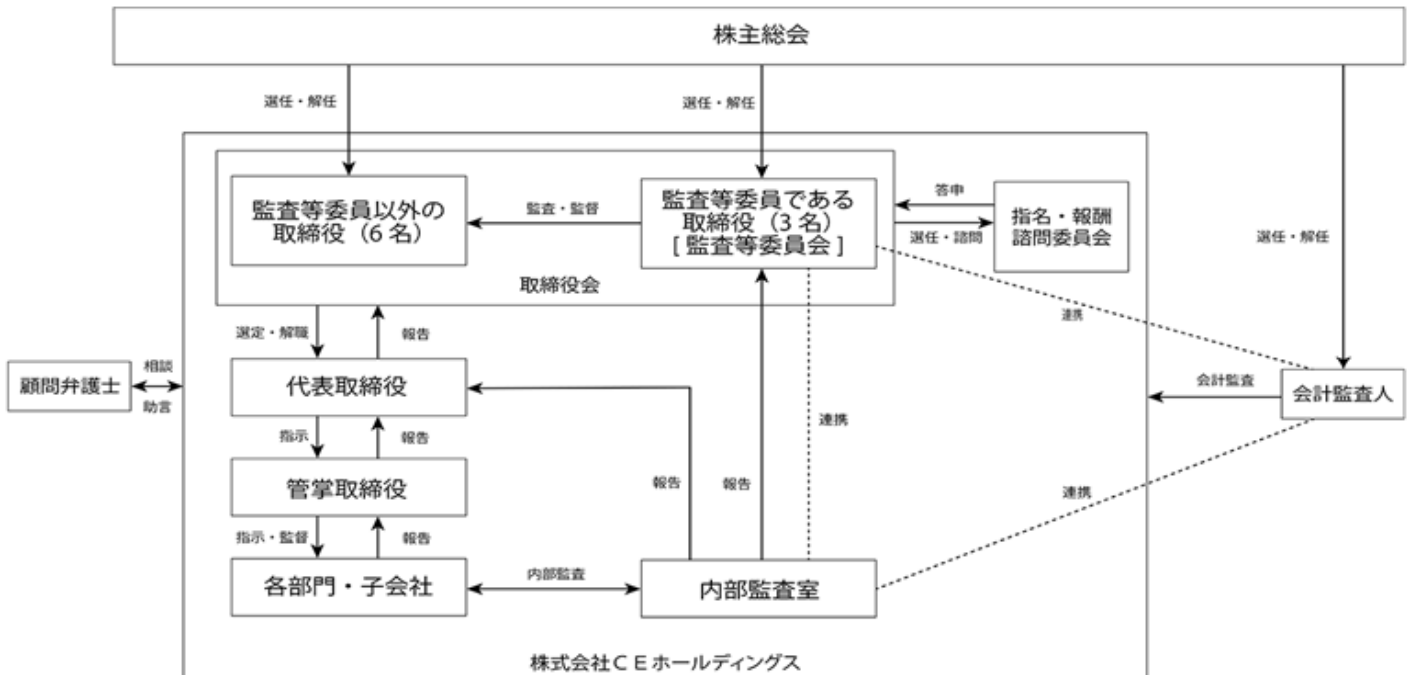 株主総会
選任・解任
選任・解任
選任・解任
監査等委員以外の
取締役（6 名）
監査・監督
監査等委員である
取締役（3 名）
[ 監査等委員会 ]
答申
選任・諮問
指名・報酬
諮問委員会
取締役会
選定・解職
報告
連携
顧問弁護士
相談
助言
代表取締役
会計監査
会計監査人
指示
報告
連携
管掌取締役
報告
報告
連携
指示・監督
報告
各部門・子会社
内部監査
内部監査室
株式会社ＣＥホールディングス